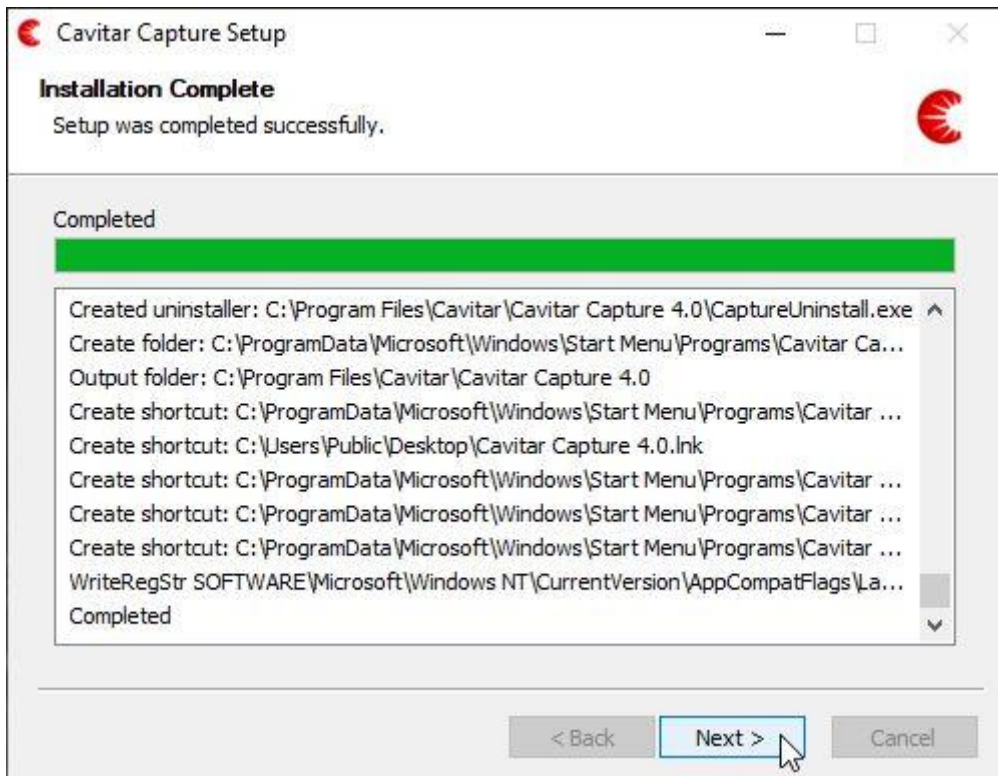 Cavitar Capture Setup
Installation Complete
Setup was completed successfully.
Completed
Created uninstaller: C:\Program Files\Cavitar\Cavitar Capture 4.0\CaptureUninstall.exe
Create folder: C:\ProgramData\Microsoft\Windows\Start Menu\Programs\Cavitar Ca...
Output folder: C:\Program Files\Cavitar\Cavitar Capture 4.0
Create shortcut: C:\ProgramData\Microsoft\Windows\Start Menu\Programs\Cavitar ...
Create shortcut: C:\Users\Public\Desktop\Cavitar Capture 4.0.lnk
Create shortcut: C:\ProgramData\Microsoft\Windows\Start Menu\Programs\Cavitar ...
Create shortcut: C:\ProgramData\Microsoft\Windows\Start Menu\Programs\Cavitar ...
Create shortcut: C:\ProgramData\Microsoft\Windows\Start Menu\Programs\Cavitar ...
WriteRegStr SOFTWARE\Microsoft\Windows NT\CurrentVersion\AppCompatFlags\La...
Completed
< Back Next > Cancel